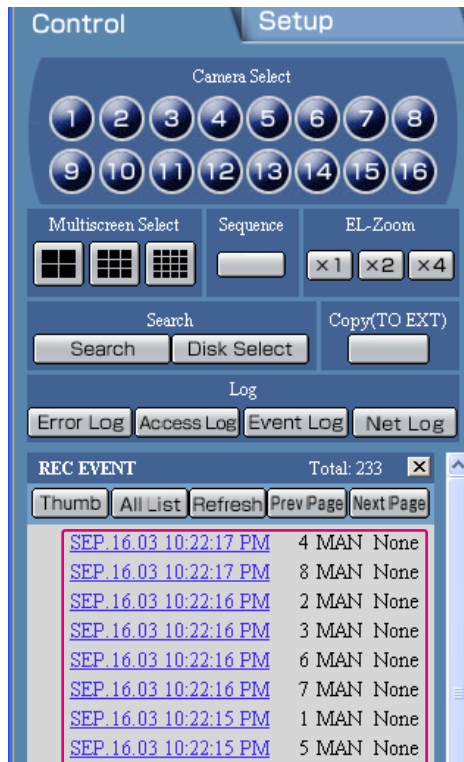 Control Setup
Camera Select
1 2 3 4 5 6 7 8
9 10 11 12 13 14 15 16
Multiscreen Select Sequence EL-Zoom
×1 ×2 ×4
Search Copy(TO EXT)
Search Disk Select
Log
Error Log Access Log Event Log Net Log
REC EVENT Total: 233 ×
Thumb All List Refresh Prev Page Next Page
SEP.16.03 10:22:17 PM 4 MAN None
SEP.16.03 10:22:17 PM 8 MAN None
SEP.16.03 10:22:16 PM 2 MAN None
SEP.16.03 10:22:16 PM 3 MAN None
SEP.16.03 10:22:16 PM 6 MAN None
SEP.16.03 10:22:16 PM 7 MAN None
SEP.16.03 10:22:15 PM 1 MAN None
SEP.16.03 10:22:15 PM 5 MAN None